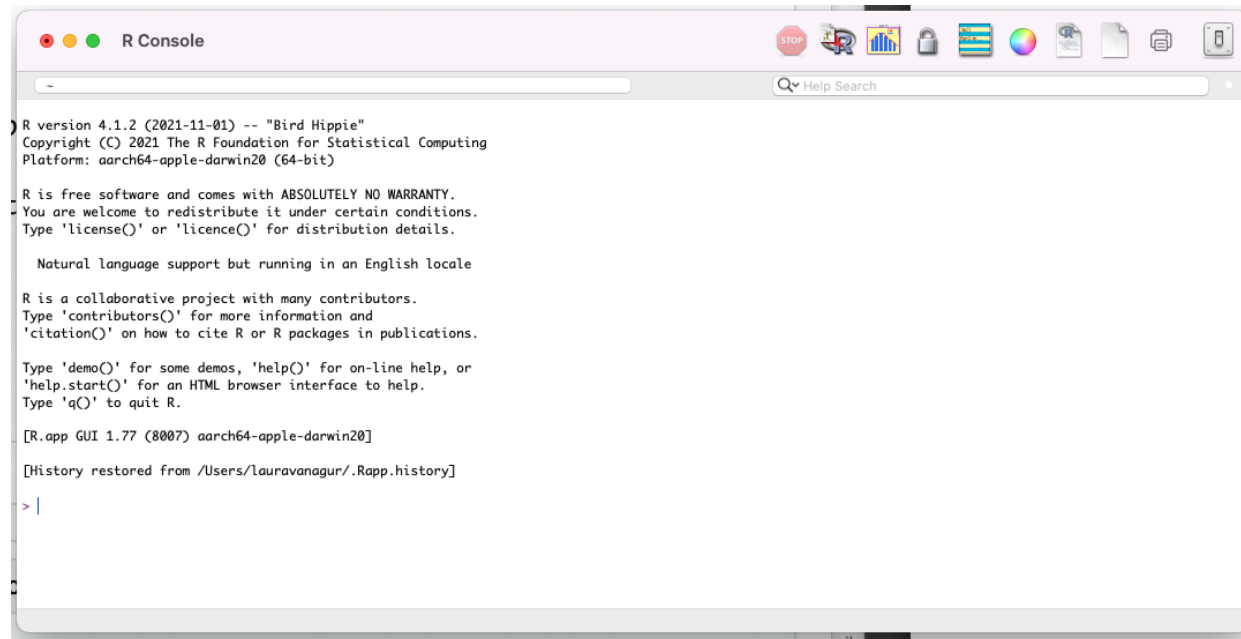 R Console
STOP
~
Help Search
R version 4.1.2 (2021-11-01) -- "Bird Hippie"
Copyright (C) 2021 The R Foundation for Statistical Computing
Platform: aarch64-apple-darwin20 (64-bit)
R is free software and comes with ABSOLUTELY NO WARRANTY.
You are welcome to redistribute it under certain conditions.
Type 'license()' or 'licence()' for distribution details.
Natural language support but running in an English locale
R is a collaborative project with many contributors.
Type 'contributors()' for more information and
'citation()' on how to cite R or R packages in publications.
Type 'demo()' for some demos, 'help()' for on-line help, or
'help.start()' for an HTML browser interface to help.
Type 'q()' to quit R.
[R.app GUI 1.77 (8007) aarch64-apple-darwin20]
[History restored from /Users/lauravanagur/.Rapp.history]
>